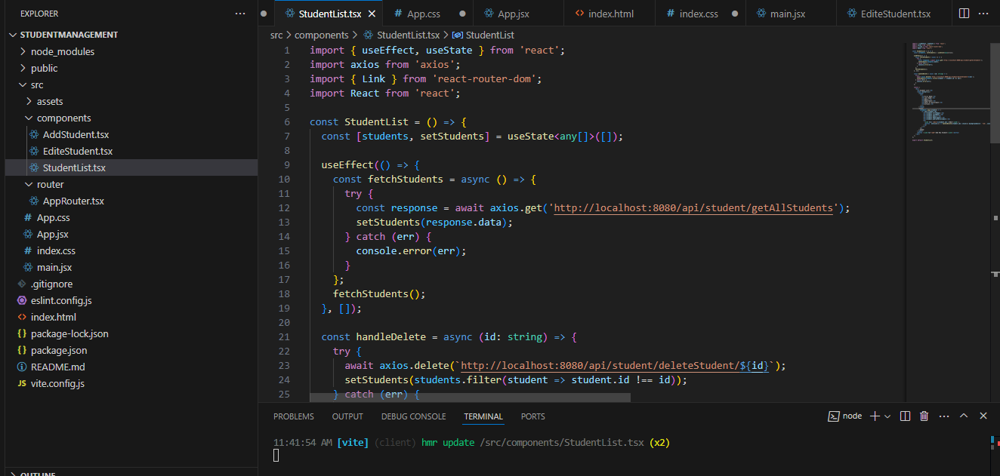 EXPLORER
StudentList.tsx
App.css
App.jsx
index.html
index.css
main.jsx
EditeStudent.tsx
STUDENTMANAGEMENT
node_modules
public
src
assets
components
AddStudent.tsx
EditeStudent.tsx
StudentList.tsx
router
AppRouter.tsx
App.css
App.jsx
index.css
main.jsx
.gitignore
eslint.config.js
index.html
package-lock.json
package.json
README.md
JS vite.config.js
OUTLINE
src > components > StudentList.tsx > StudentList
1 import { useEffect, useState } from 'react';
2 import axios from 'axios';
3 import { Link } from 'react-router-dom';
4 import React from 'react';
5
6 const StudentList = () => {
7 const [students, setStudents] = useState<any[]>([]);
8
9 useEffect(() => {
10 const fetchStudents = async () => {
11 try {
12 const response = await axios.get('http://localhost:8080/api/student/getAllStudents');
13 setStudents(response.data);
14 } catch (err) {
15 console.error(err);
16 }
17 };
18 fetchStudents();
19 }, []);
20
21 const handleDelete = async (id: string) => {
22 try {
23 await axios.delete(`http://localhost:8080/api/student/deleteStudent/${id}`);
24 setStudents(students.filter(student => student.id !== id));
25 } catch (err) {
PROBLEMS OUTPUT DEBUG CONSOLE TERMINAL PORTS
node
11:41:54 AM [vite] (client) hmr update /src/components/StudentList.tsx (x2)